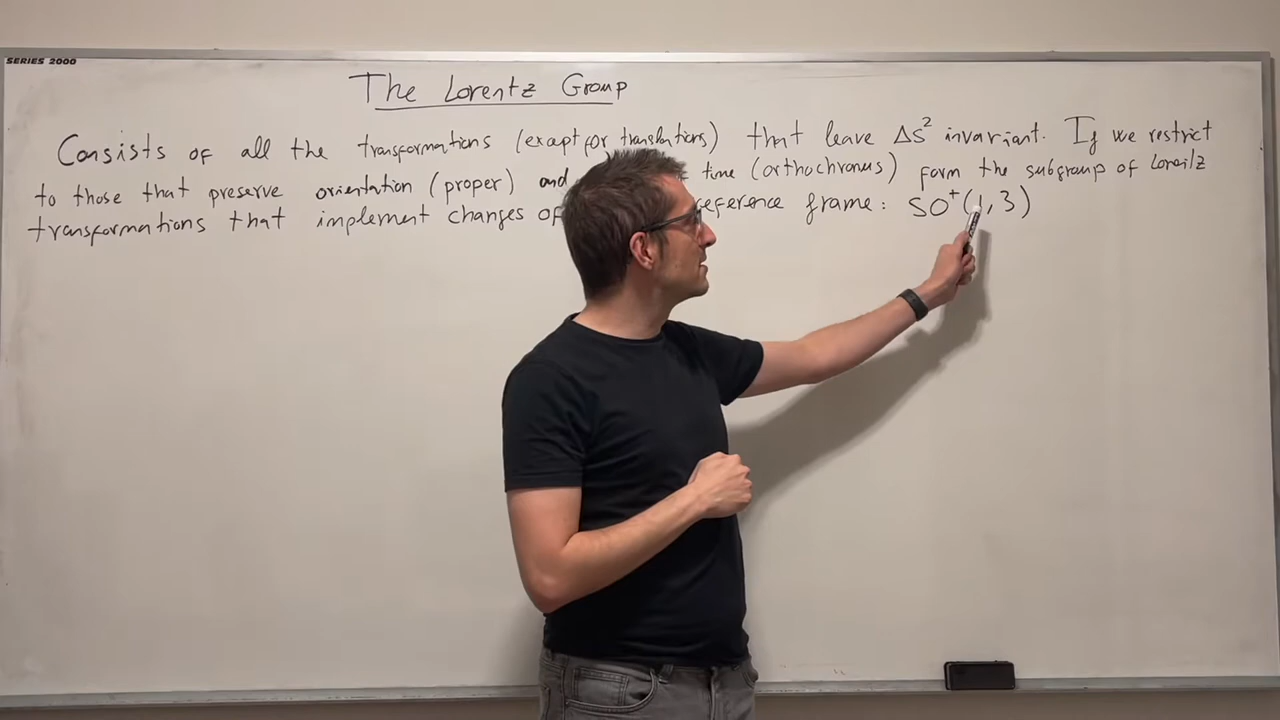 SERIES 2000
The Lorentz Group
Consists of all the transformations (except for translations) that leave Δs² invariant. If we restrict
to those that preserve orientation (proper) and time (orthochronus) form the subgroup of Lorentz
transformations that implement changes of frame: SO⁺(1,3)